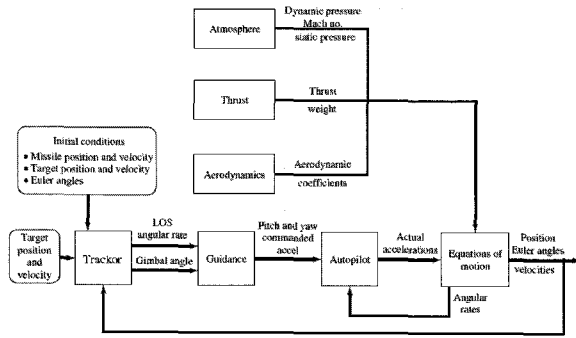 Dynamic pressure
Mach no.
static pressure
Atmosphere
Thrust
Thrust
weight
Initial conditions
Missile position and velocity
Target position and velocity
Euler angles
Aerodynamics
Aerodynamic
coefficients
LOS
angular rate
Gimbal angle
Pitch and yaw
commanded
accel
Actual
accelerations
Position
Euler angles
velocities
Target
position
and
velocity
Trackor
Guidance
Autopilot
Equations of
motion
Angular
rates